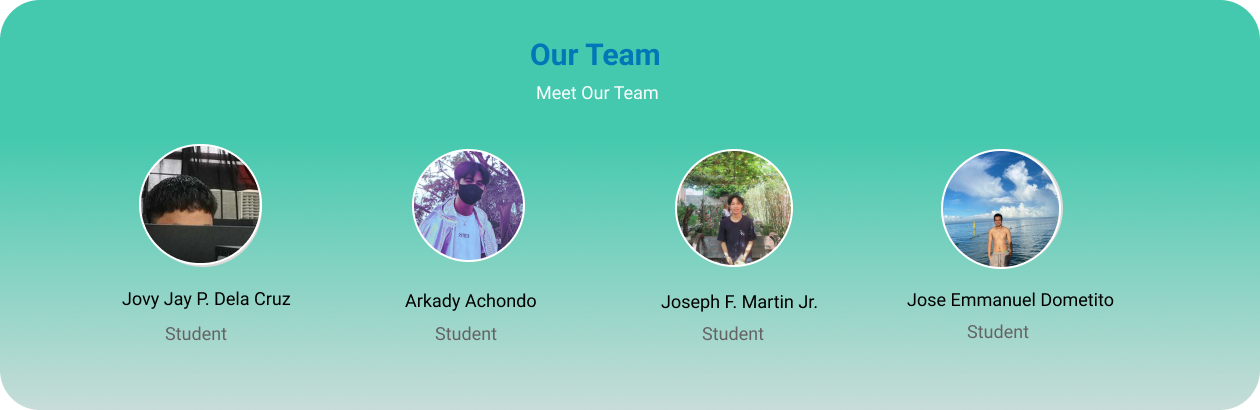 Our Team
Meet Our Team
Jovy Jay P. Dela Cruz
Arkady Achondo
Joseph F. Martin Jr.
Jose Emmanuel Dometito
Student
Student
Student
Student